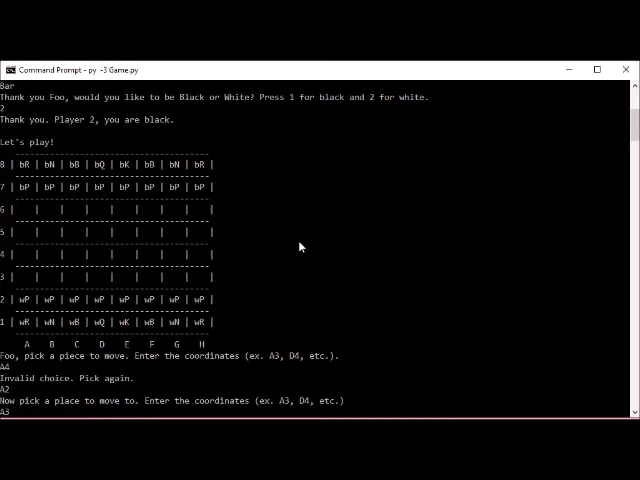 Command Prompt - py -3 Game.py
Bar
Thank you Foo, would you like to be Black or White? Press 1 for black and 2 for white.
2
Thank you. Player 2, you are black.
Let's play!
---------------------------------------
8 | bR | bN | bB | bQ | bK | bB | bN | bR |
---------------------------------------
7 | bP | bP | bP | bP | bP | bP | bP | bP |
---------------------------------------
6 |    |    |    |    |    |    |    |    |
---------------------------------------
5 |    |    |    |    |    |    |    |    |
---------------------------------------
4 |    |    |    |    |    |    |    |    |
---------------------------------------
3 |    |    |    |    |    |    |    |    |
---------------------------------------
2 | wP | wP | wP | wP | wP | wP | wP | wP |
---------------------------------------
1 | wR | wN | wB | wQ | wK | wB | wN | wR |
---------------------------------------
A B C D E F G H
Foo, pick a piece to move. Enter the coordinates (ex. A3, D4, etc.).
A4
Invalid choice. Pick again.
A2
Now pick a place to move to. Enter the coordinates (ex. A3, D4, etc.)
A3